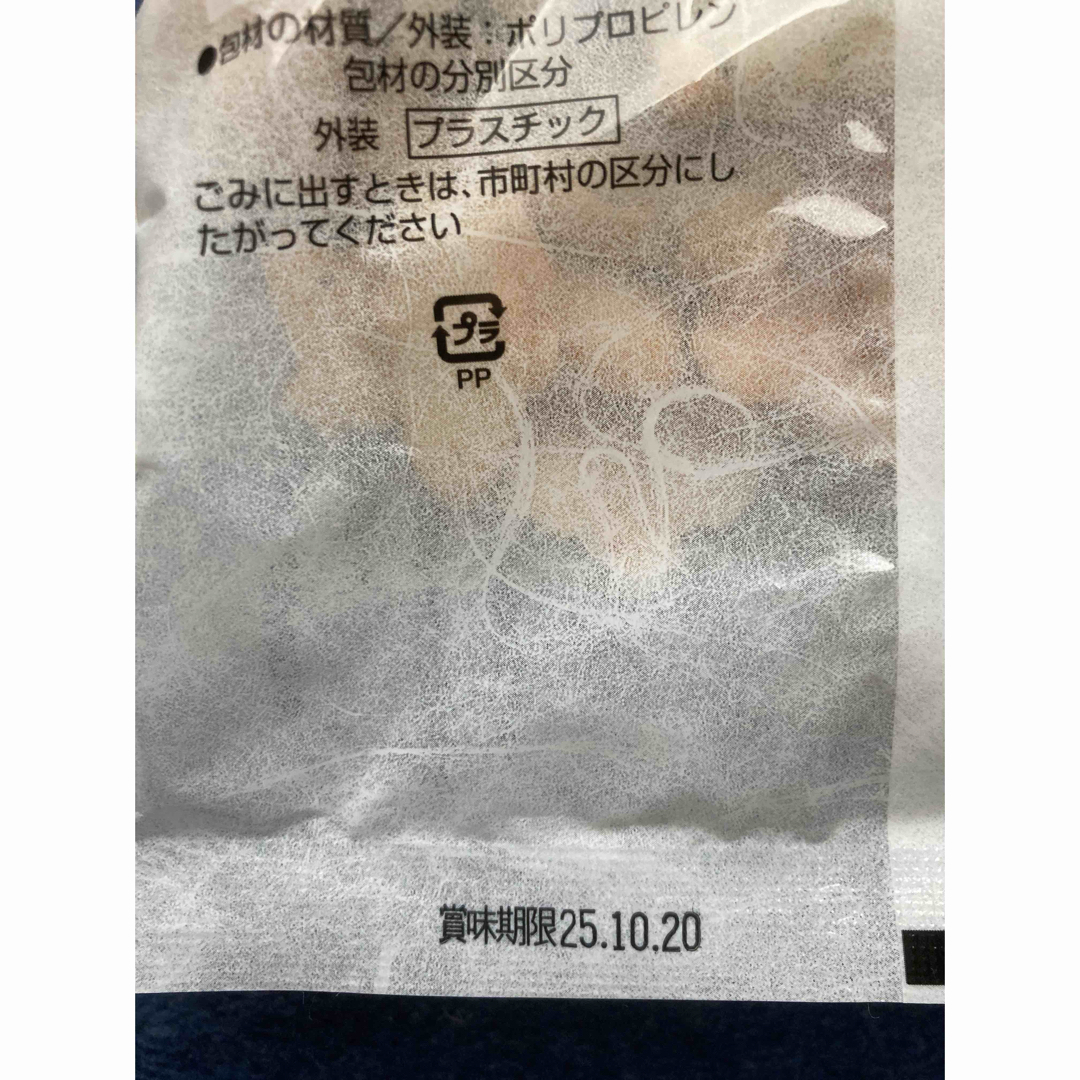 ●包材の材質／外装：ポリプロピレン
包材の分別区分
外装 プラスチック
ごみに出すときは、市町村の区分にし
たがってください
プラ
PP
賞味期限25.10.20